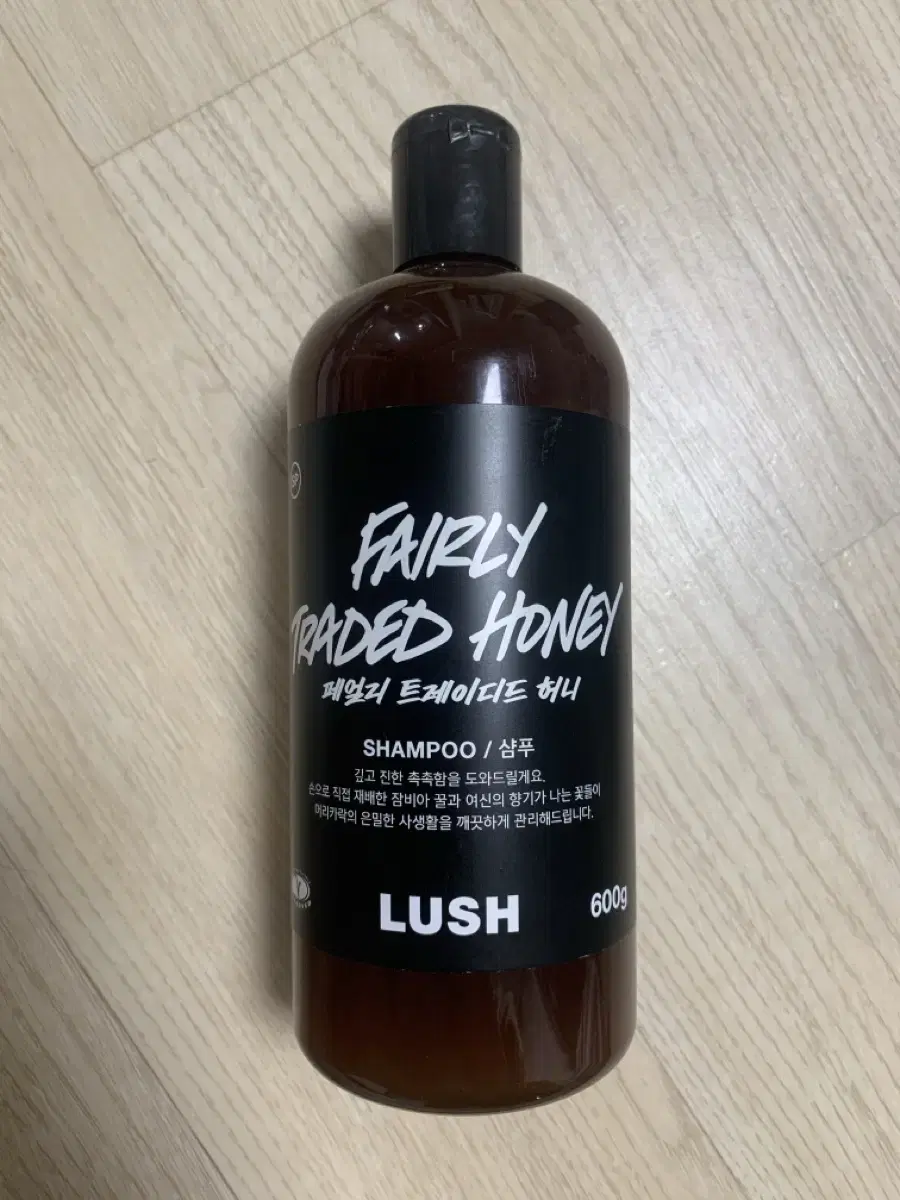 FAIRLY
TRADED HONEY
페얼리 트레이디드 허니
SHAMPOO / 샴푸
깊고 진한 촉촉함을 도와드릴게요.
손으로 직접 재배한 잠비아 꿀과 여신의 향기가 나는 꽃들이
머리카락의 은밀한 사생활을 깨끗하게 관리해드립니다.
LUSH
600g